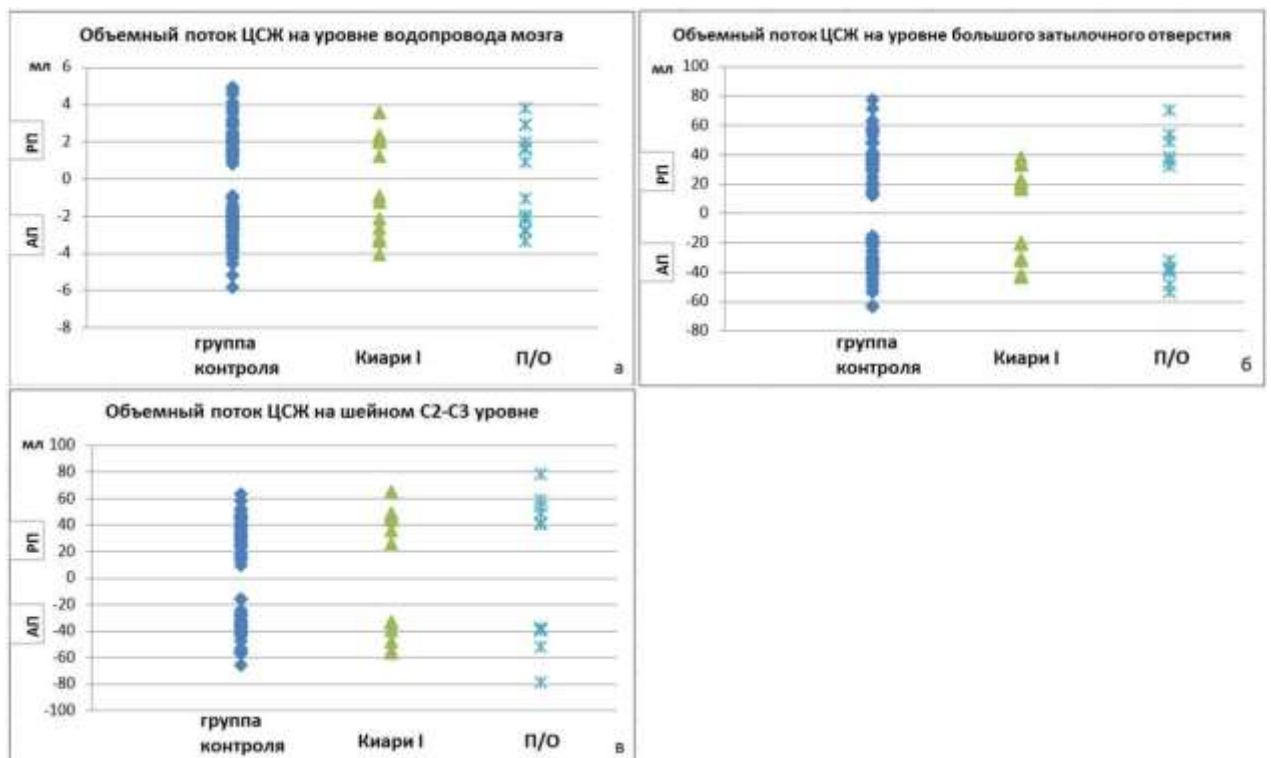 Объемный поток ЦСЖ на уровне водопровода мозга
мл 6
4
2
0
-2
-4
-6
-8
РП
АП
группа
контроля
Киари I
П/О
а
Объемный поток ЦСЖ на уровне большого затылочного отверстия
мл 100
80
60
40
20
0
-20
-40
-60
-80
РП
АП
группа
контроля
Киари I
П/О
б
Объемный поток ЦСЖ на шейном С2-С3 уровне
мл 100
80
60
40
20
0
-20
-40
-60
-80
-100
РП
АП
группа
контроля
Киари I
П/О
в